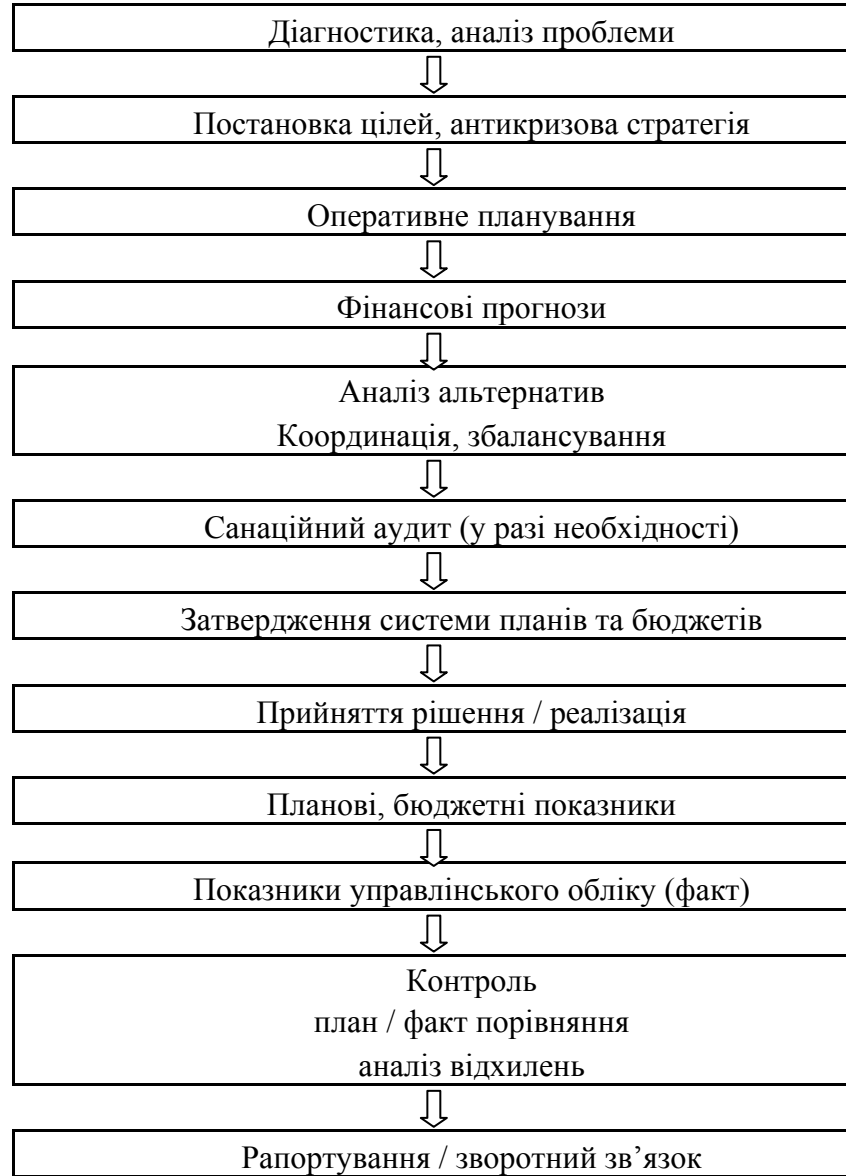 Діагностика, аналіз проблеми
Постановка цілей, антикризова стратегія
Оперативне планування
Фінансові прогнози
Аналіз альтернатив
Координація, збалансування
Санаційний аудит (у разі необхідності)
Затвердження системи планів та бюджетів
Прийняття рішення / реалізація
Планові, бюджетні показники
Показники управлінського обліку (факт)
Контроль
план / факт порівняння
аналіз відхилень
Рапортування / зворотний зв’язок